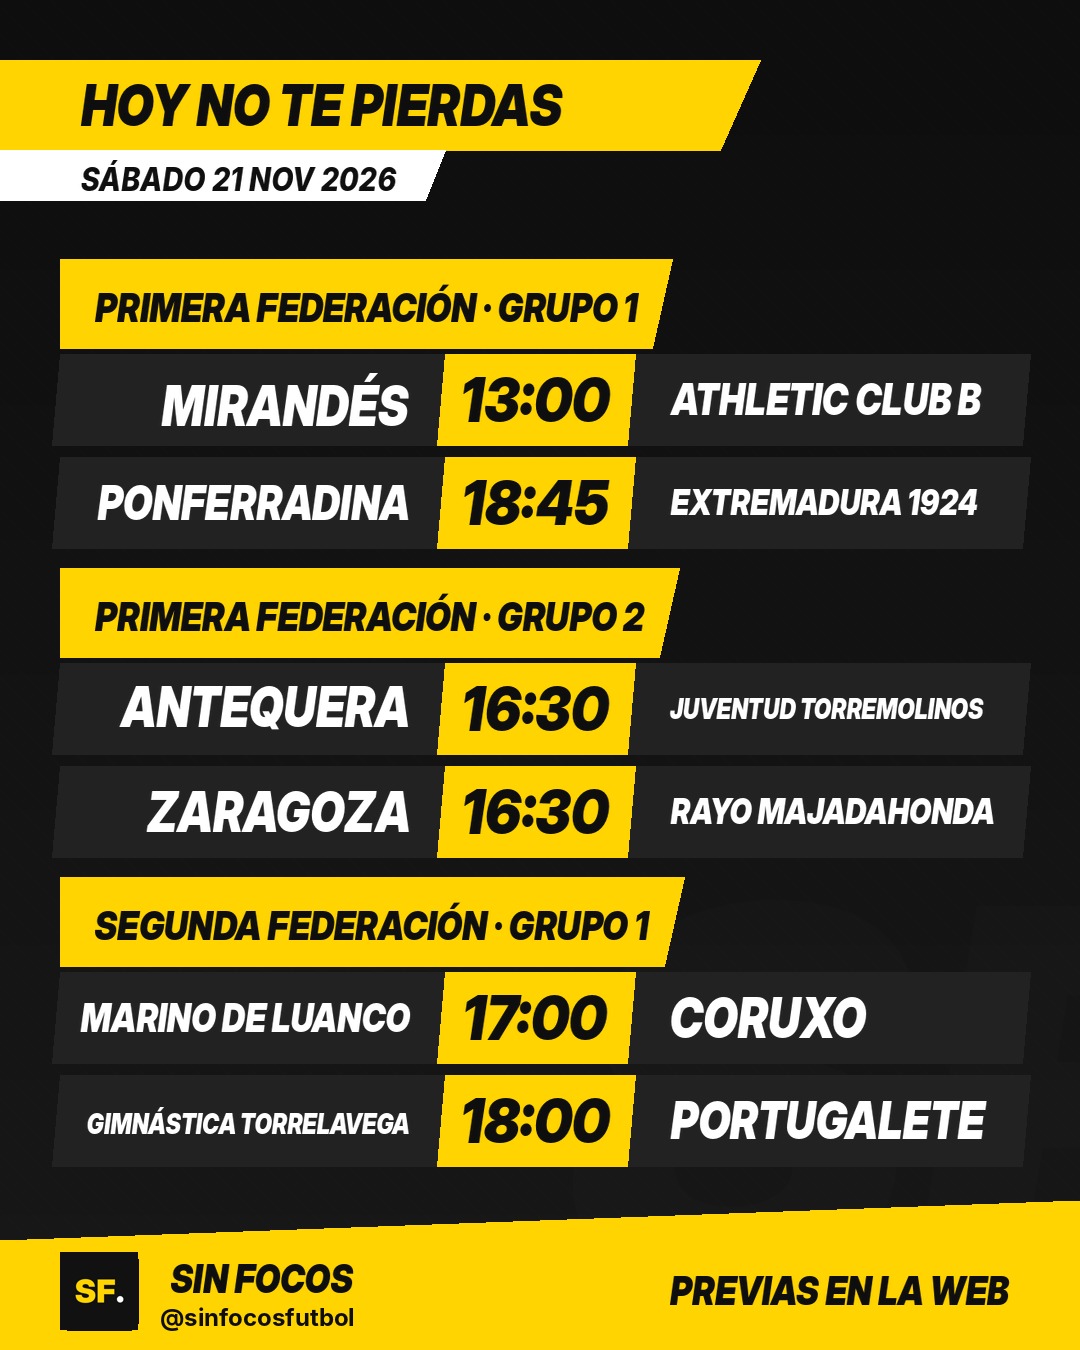 HOY NO TE PIERDAS
SÁBADO 21 NOV 2026
PRIMERA FEDERACIÓN · GRUPO 1
MIRANDÉS 13:00 ATHLETIC CLUB B
PONFERRADINA 18:45 EXTREMADURA 1924
PRIMERA FEDERACIÓN · GRUPO 2
ANTEQUERA 16:30 JUVENTUD TORREMOLINOS
ZARAGOZA 16:30 RAYO MAJADAHONDA
SEGUNDA FEDERACIÓN · GRUPO 1
MARINO DE LUANCO 17:00 CORUXO
GIMNÁSTICA TORRELAVEGA 18:00 PORTUGALETE
SF.
SIN FOCOS
@sinfocosfutbol
PREVIAS EN LA WEB